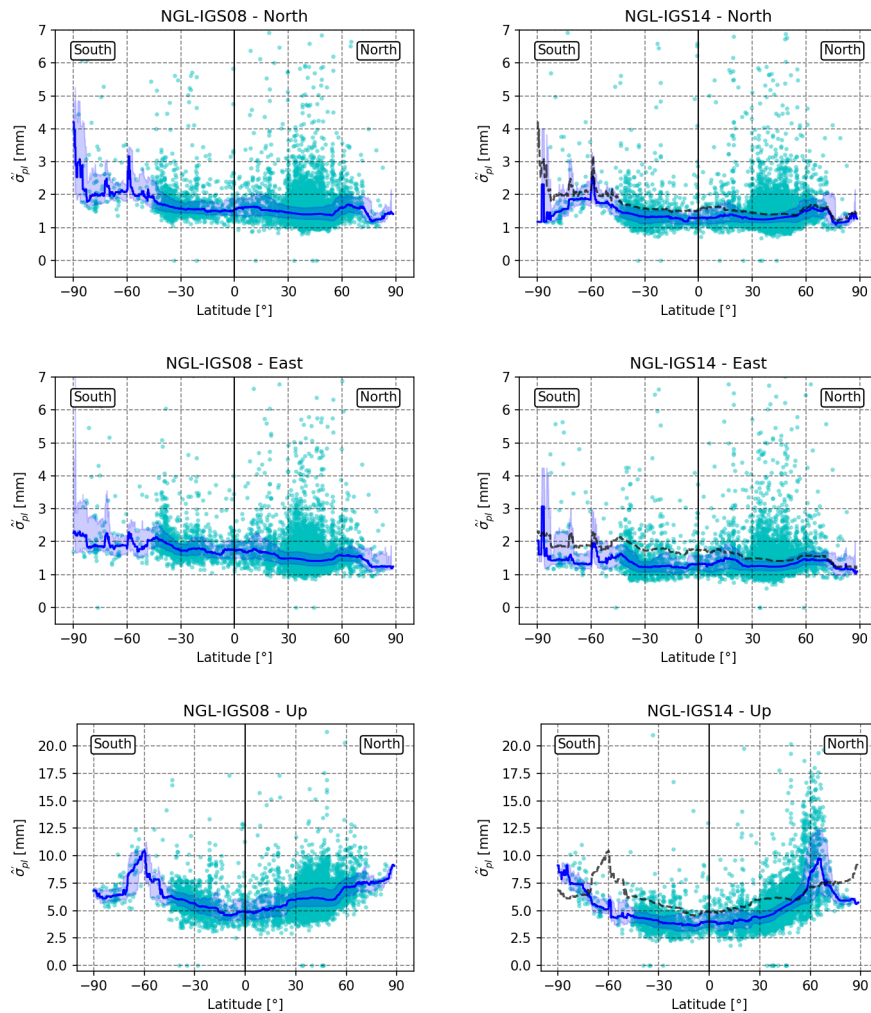 NGL-IGS08 - North
7
6
5
4
3
2
1
0
σ̂_pl [mm]
South
North
−90 −60 −30 0 30 60 90
Latitude [°]
NGL-IGS14 - North
7
6
5
4
3
2
1
0
σ̂_pl [mm]
South
North
−90 −60 −30 0 30 60 90
Latitude [°]
NGL-IGS08 - East
7
6
5
4
3
2
1
0
σ̂_pl [mm]
South
North
−90 −60 −30 0 30 60 90
Latitude [°]
NGL-IGS14 - East
7
6
5
4
3
2
1
0
σ̂_pl [mm]
South
North
−90 −60 −30 0 30 60 90
Latitude [°]
NGL-IGS08 - Up
20.0
17.5
15.0
12.5
10.0
7.5
5.0
2.5
0.0
σ̂_pl [mm]
South
North
−90 −60 −30 0 30 60 90
Latitude [°]
NGL-IGS14 - Up
20.0
17.5
15.0
12.5
10.0
7.5
5.0
2.5
0.0
σ̂_pl [mm]
South
North
−90 −60 −30 0 30 60 90
Latitude [°]